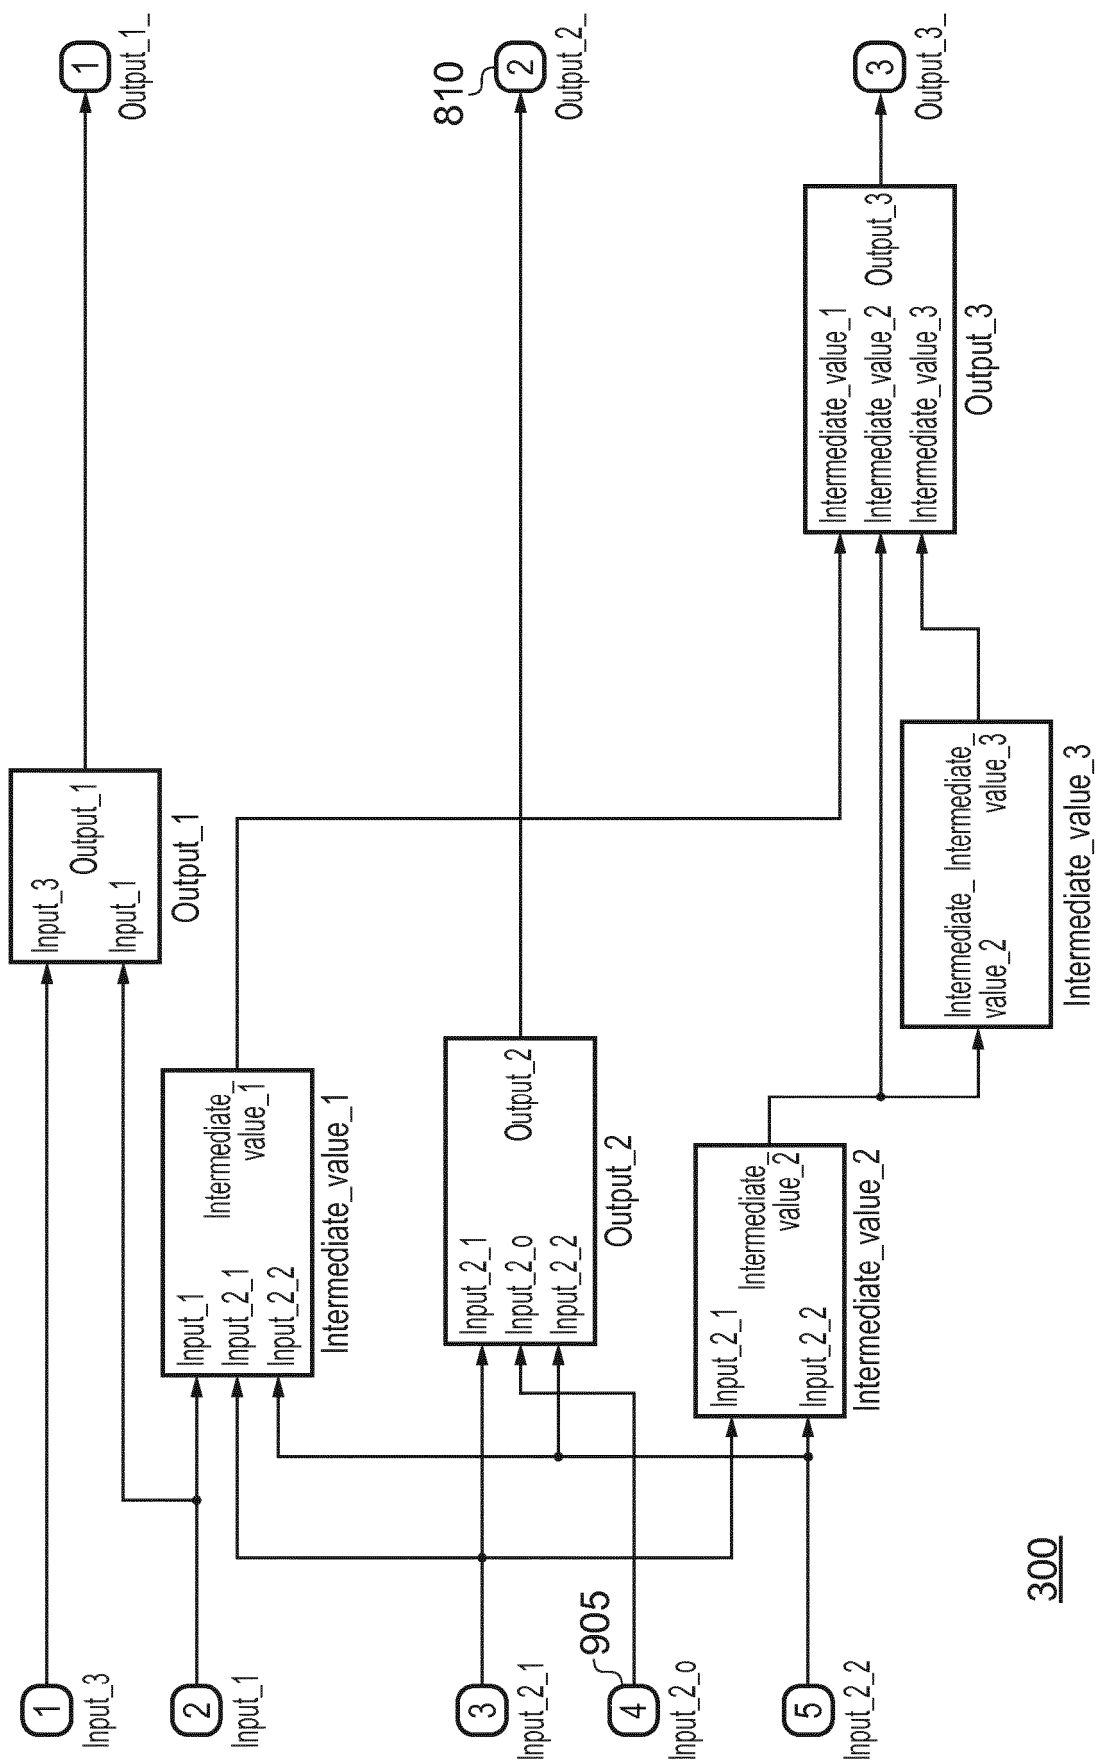 1
Input_3
2
Input_1
3
Input_2_1
905
4
Input_2_o
5
Input_2_2
Input_3
Output_1
Input_1
Output_1
Input_1
Input_2_1
Input_2_2
Intermediate_
value_1
Intermediate_value_1
Input_2_1
Input_2_o
Input_2_2
Output_2
Output_2
Input_2_1
Input_2_2
Intermediate_
value_2
Intermediate_value_2
Intermediate_
value_2
Intermediate_
value_3
Intermediate_value_3
Intermediate_value_1
Intermediate_value_2
Intermediate_value_3
Output_3
Output_3
1
Output_1_
810
2
Output_2_
3
Output_3_
300